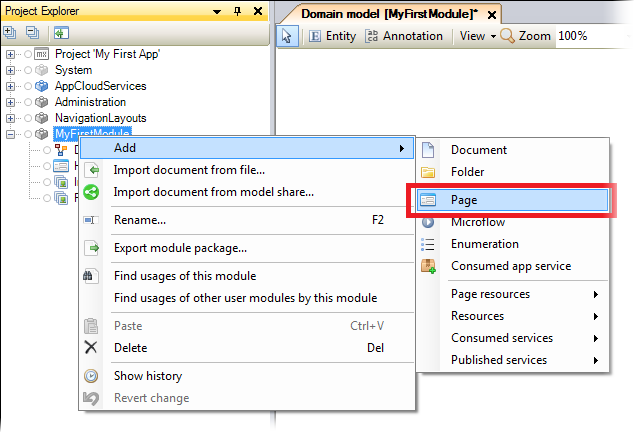 Project Explorer
Domain model [MyFirstModule]*
Entity
Annotation
View
Zoom
100%
Project 'My First App'
System
AppCloudServices
Administration
NavigationLayouts
MyFirstModule
D
H
I
Add
Import document from file...
Import document from model share...
Rename...
F2
Export module package...
Find usages of this module
Find usages of other user modules by this module
Paste
Ctrl+V
Delete
Del
Show history
Revert change
Document
Folder
Page
Microflow
Enumeration
Consumed app service
Page resources
Resources
Consumed services
Published services